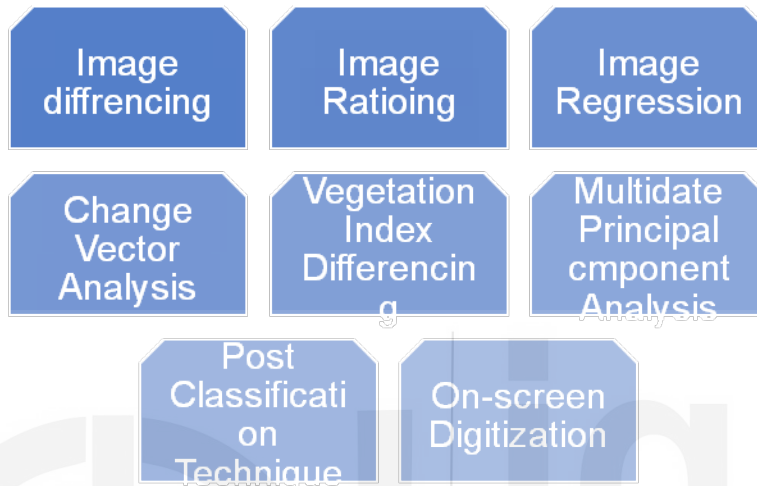 Image
diffrencing
Image
Ratioing
Image
Regression
Change
Vector
Analysis
Vegetation
Index
Differencin
g
Multidate
Principal
cmponent
Analysis
Post
Classificati
on
Technique
On-screen
Digitization